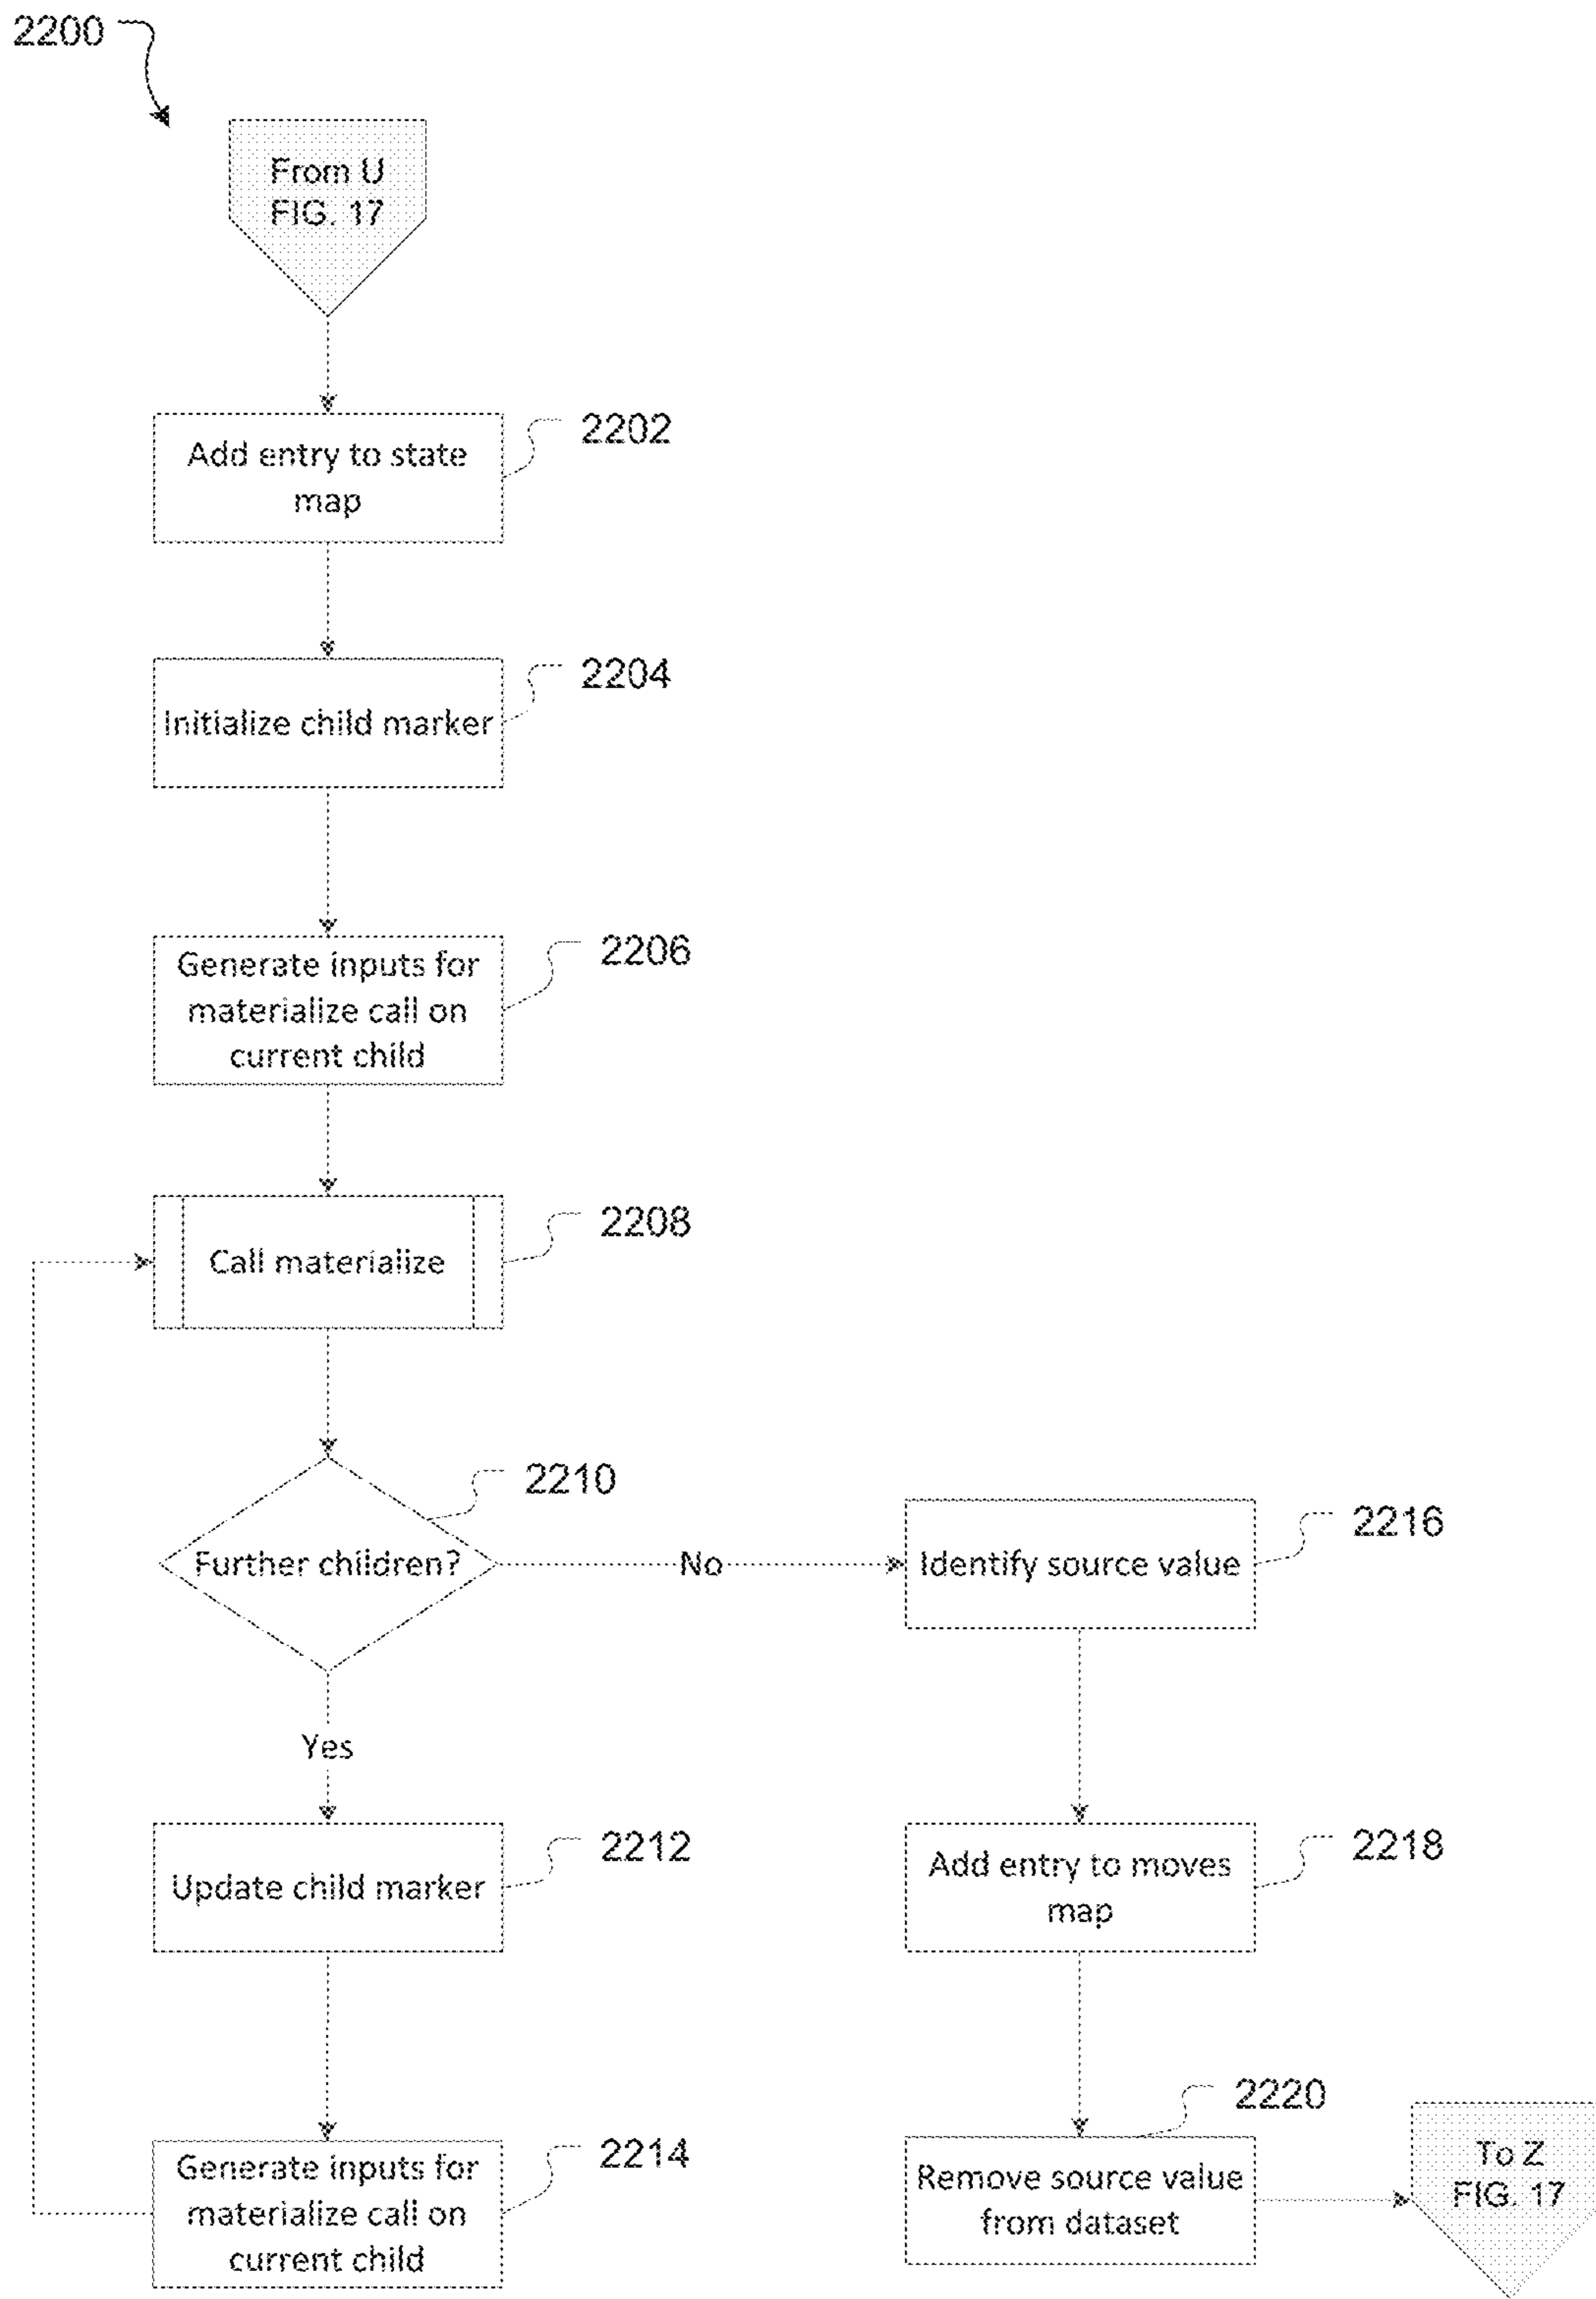 2200
From U
FIG. 17
Add entry to state
map
2202
Initialize child marker
2204
Generate inputs for
materialize call on
current child
2206
Call materialize
2208
Further children?
2210
No
Identify source value
2216
Yes
Update child marker
2212
Add entry to moves
map
2218
Generate inputs for
materialize call on
current child
2214
Remove source value
from dataset
2220
To Z
FIG. 17